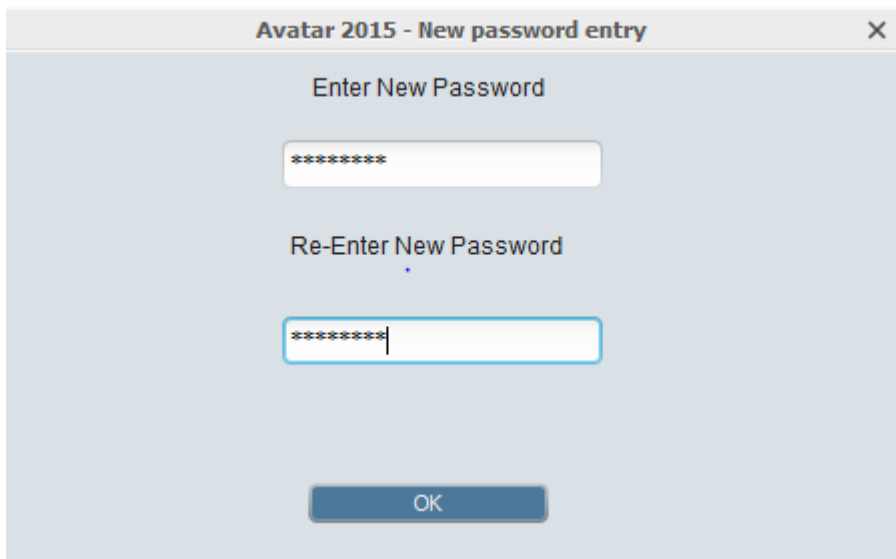 Avatar 2015 - New password entry
Enter New Password
********
Re-Enter New Password
********
OK